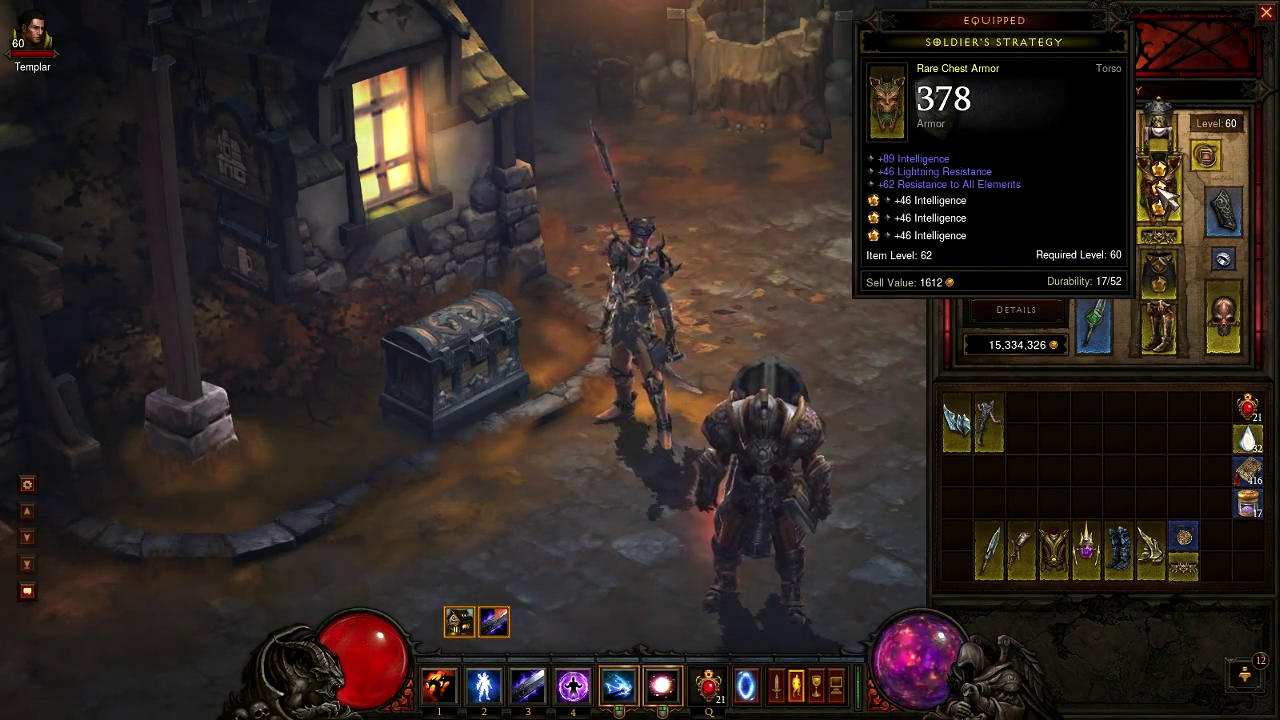 60
Templar
EQUIPPED
SOLDIER'S STRATEGY
Rare Chest Armor Torso
378
Armor
+89 Intelligence
+46 Lightning Resistance
+62 Resistance to All Elements
+46 Intelligence
+46 Intelligence
+46 Intelligence
Item Level: 62 Required Level: 60
Sell Value: 1612 Durability: 17/52
Y
Level: 60
DETAILS
15,334,326
21
32
416
17
21
1 2 3 4 Q
12